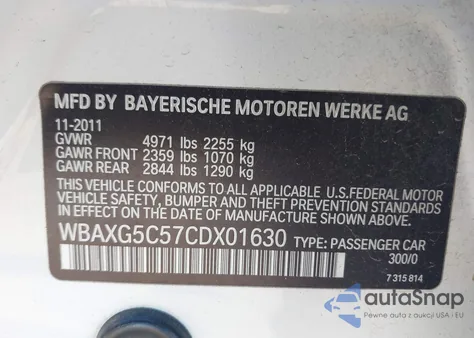 MFD BY BAYERISCHE MOTOREN WERKE AG
11-2011
GVWR 4971 lbs 2255 kg
GAWR FRONT 2359 lbs 1070 kg
GAWR REAR 2844 lbs 1290 kg
THIS VEHICLE CONFORMS TO ALL APPLICABLE U.S.FEDERAL MOTOR
VEHICLE SAFETY, BUMPER AND THEFT PREVENTION STANDARDS
IN EFFECT ON THE DATE OF MANUFACTURE SHOWN ABOVE.
WBAXG5C57CDX01630 TYPE: PASSENGER CAR
300/0
7 315 814
autoSnap
Pewne auta z aukcji USA i EU